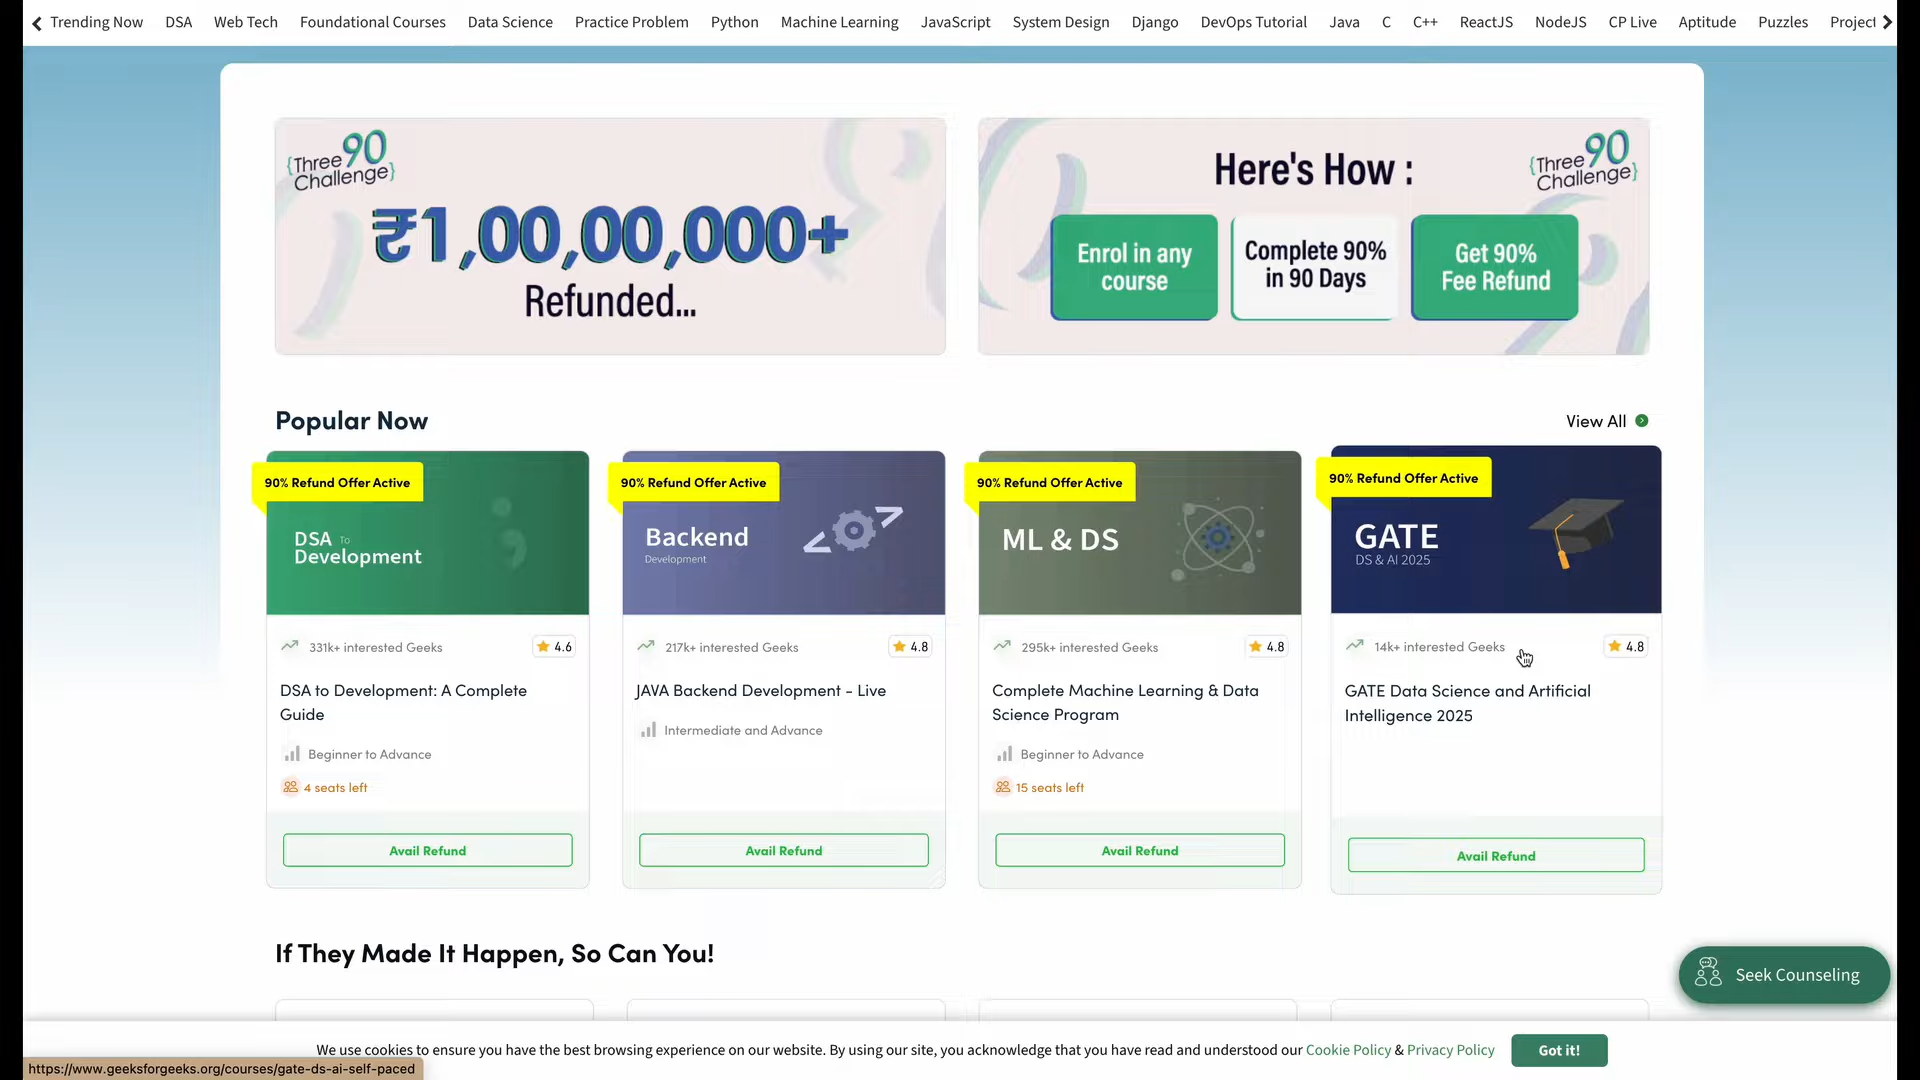 Trending Now DSA Web Tech Foundational Courses Data Science Practice Problem Python Machine Learning JavaScript System Design Django DevOps Tutorial Java C C++ ReactJS NodeJS CP Live Aptitude Puzzles Project
{Three 90
Challenge}
₹1,00,00,000+
Refunded...
Here's How :
{Three 90
Challenge}
Enrol in any
course
Complete 90%
in 90 Days
Get 90%
Fee Refund
Popular Now
View All
90% Refund Offer Active
DSA To
Development
331k+ interested Geeks
4.6
DSA to Development: A Complete
Guide
Beginner to Advance
4 seats left
Avail Refund
90% Refund Offer Active
Backend
Development
217k+ interested Geeks
4.8
JAVA Backend Development - Live
Intermediate and Advance
Avail Refund
90% Refund Offer Active
ML & DS
295k+ interested Geeks
4.8
Complete Machine Learning & Data
Science Program
Beginner to Advance
15 seats left
Avail Refund
90% Refund Offer Active
GATE
DS & AI 2025
14k+ interested Geeks
4.8
GATE Data Science and Artificial
Intelligence 2025
Avail Refund
If They Made It Happen, So Can You!
Seek Counseling
We use cookies to ensure you have the best browsing experience on our website. By using our site, you acknowledge that you have read and understood our Cookie Policy & Privacy Policy
Got it!
https://www.geeksforgeeks.org/courses/gate-ds-ai-self-paced